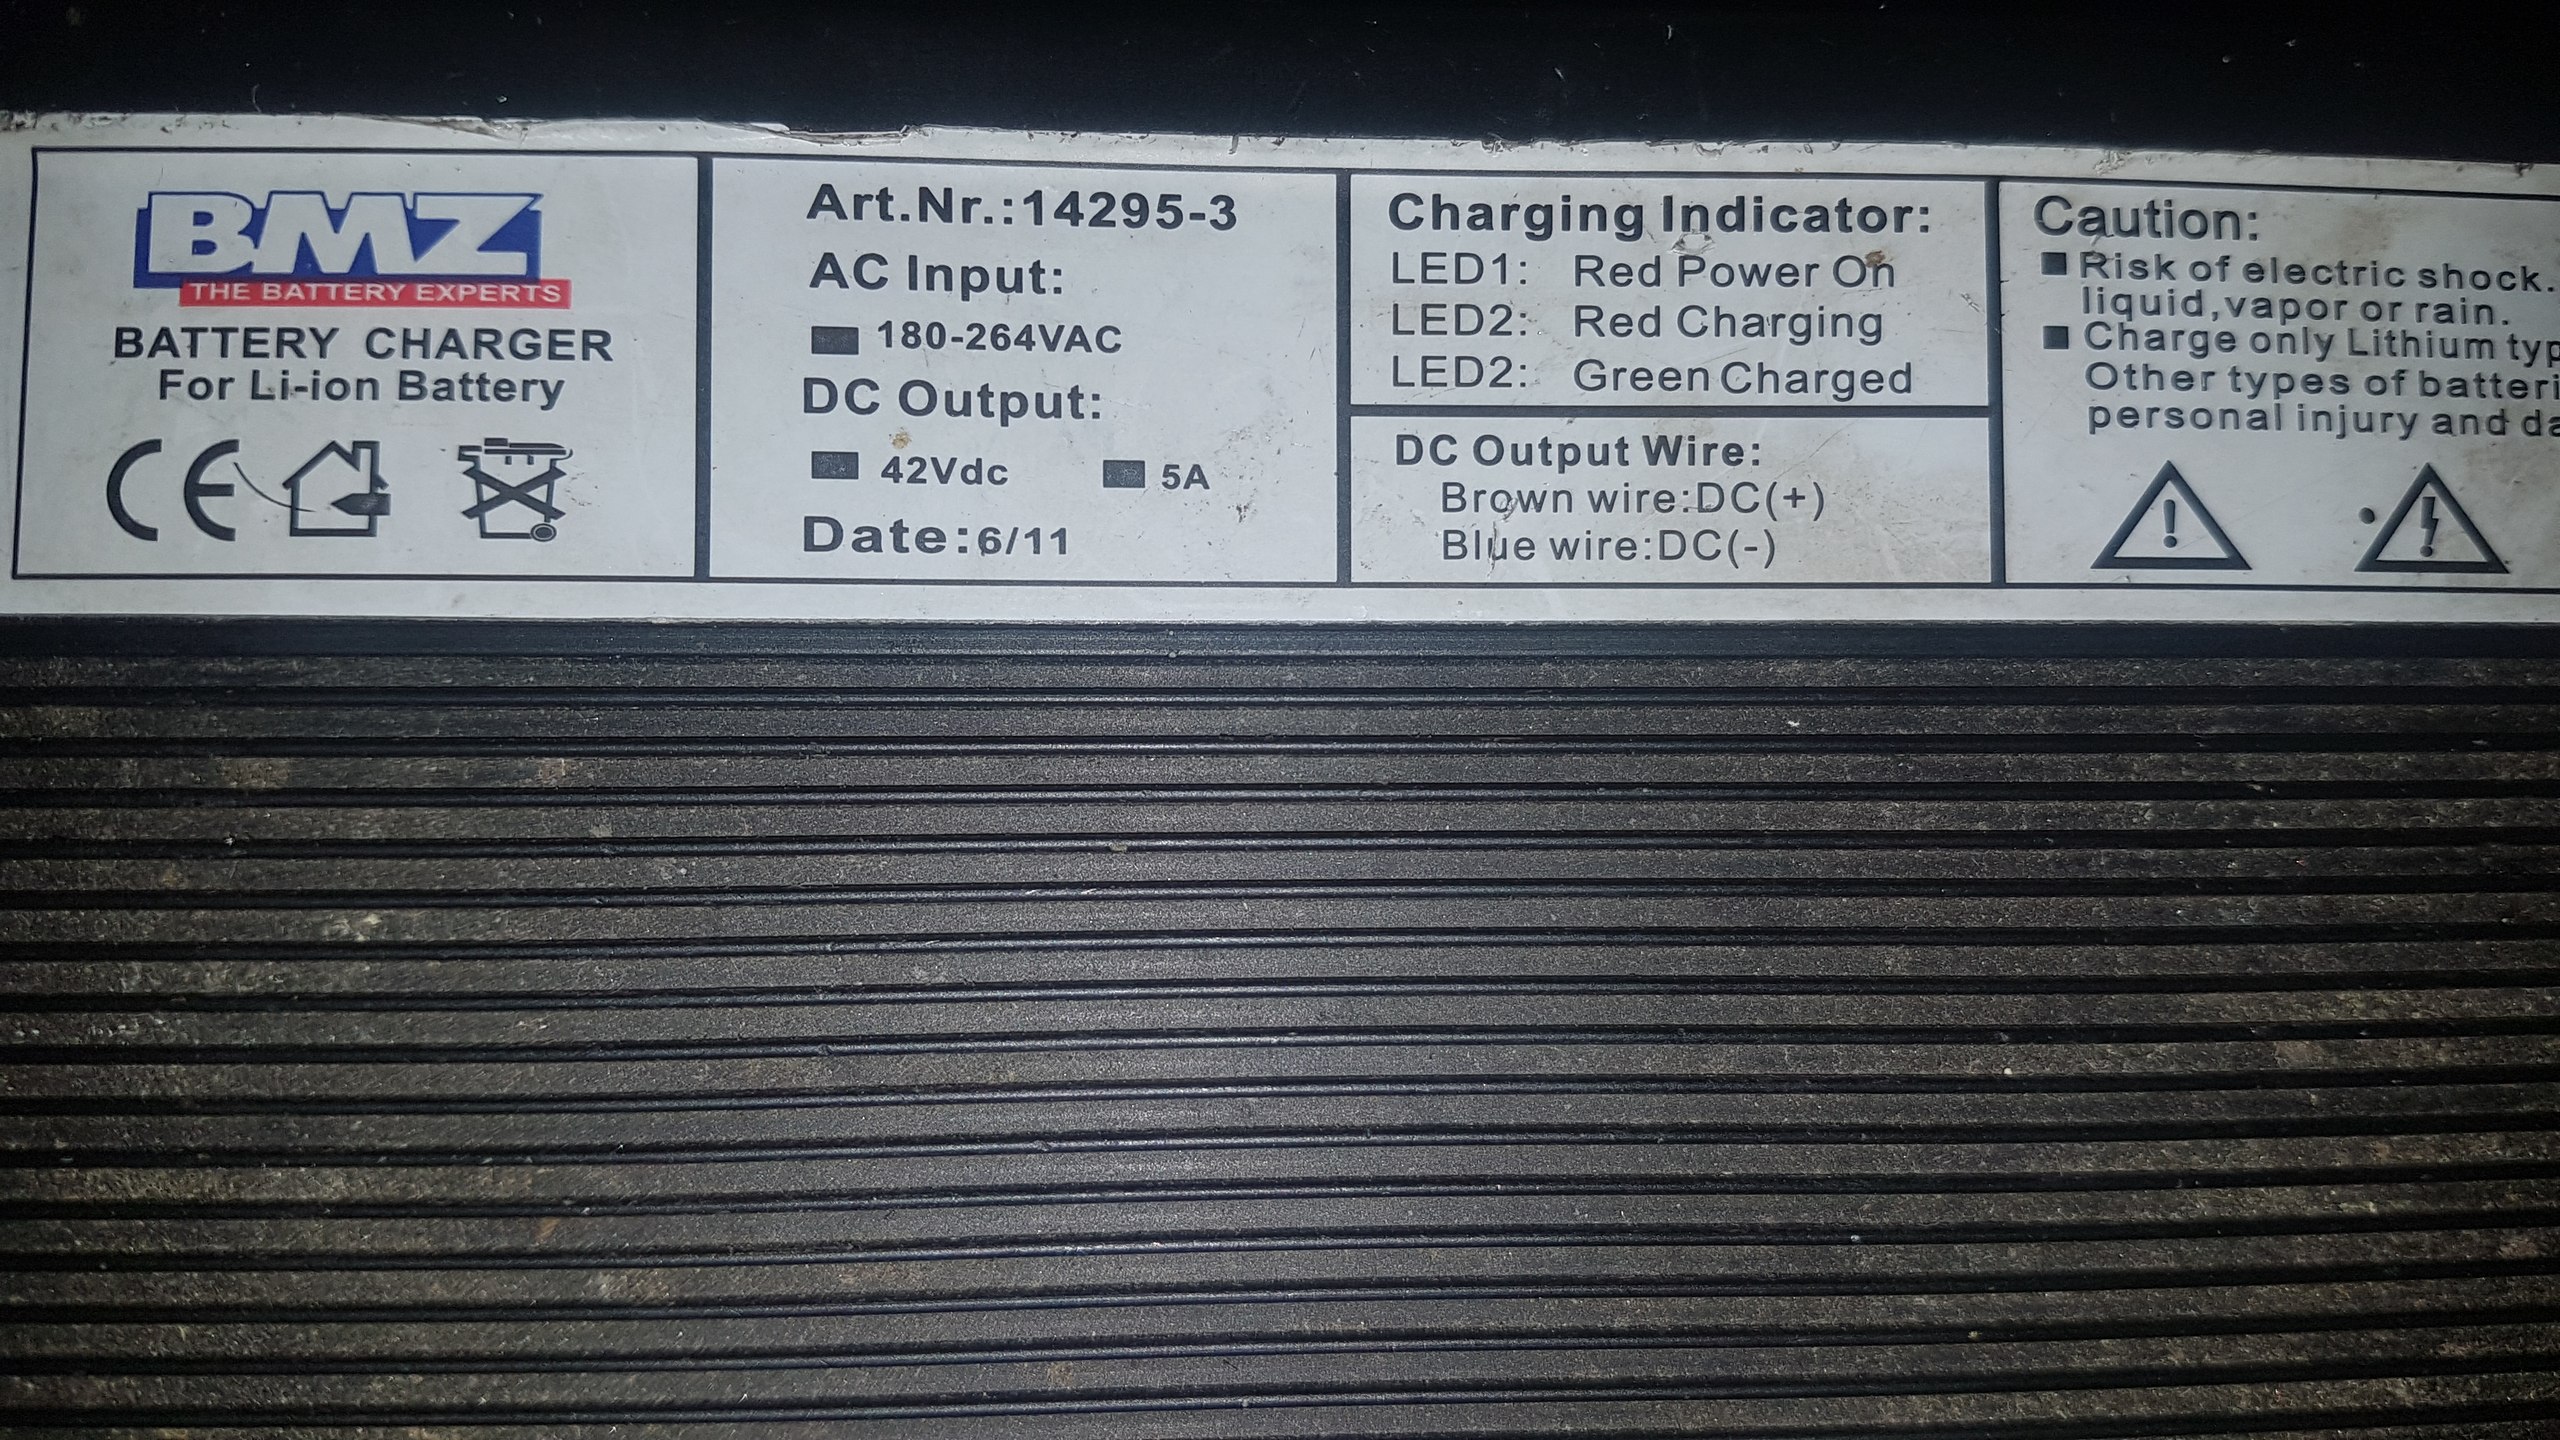 BMZ
THE BATTERY EXPERTS
BATTERY CHARGER
For Li-ion Battery
CE
Art.Nr.:14295-3
AC Input:
180-264VAC
DC Output:
42Vdc 5A
Date:6/11
Charging Indicator:
LED1: Red Power On
LED2: Red Charging
LED2: Green Charged
DC Output Wire:
Brown wire:DC(+)
Blue wire:DC(-)
Caution:
Risk of electric shock.
liquid,vapor or rain.
Charge only Lithium
Other types of
personal injury and